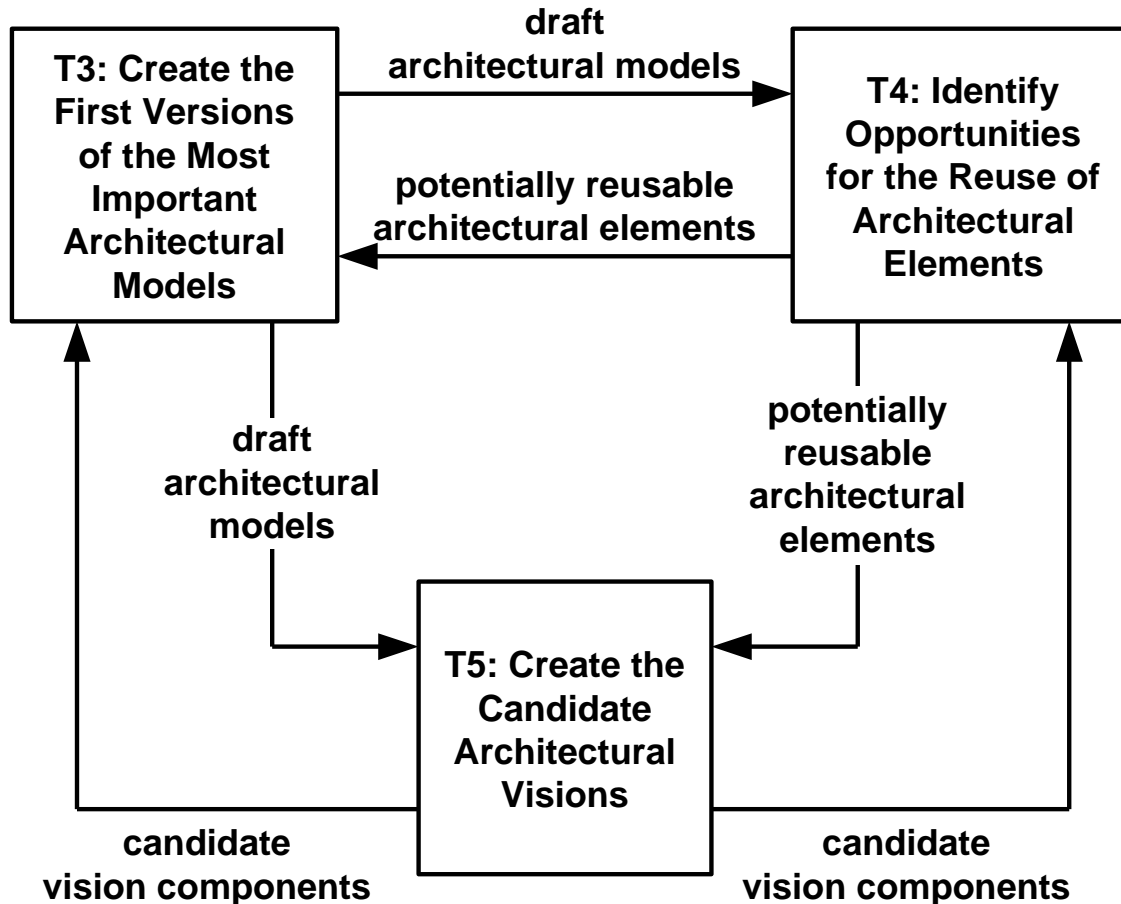 T3: Create the
First Versions
of the Most
Important
Architectural
Models
draft
architectural models
potentially reusable
architectural elements
T4: Identify
Opportunities
for the Reuse of
Architectural
Elements
draft
architectural
models
potentially
reusable
architectural
elements
T5: Create the
Candidate
Architectural
Visions
candidate
vision components
candidate
vision components